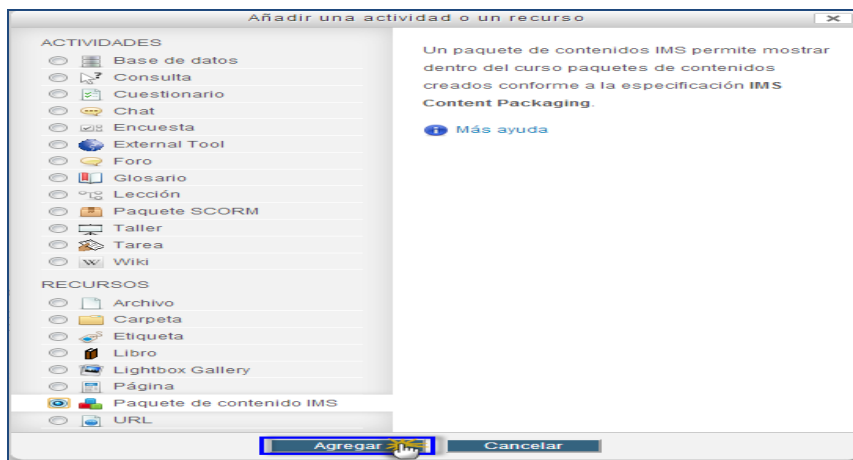 Añadir una actividad o un recurso
ACTIVIDADES
Base de datos
Consulta
Cuestionario
Chat
Encuesta
External Tool
Foro
Glosario
Lección
Paquete SCORM
Taller
Tarea
Wiki
RECURSOS
Archivo
Carpeta
Etiqueta
Libro
Lightbox Gallery
Página
Paquete de contenido IMS
URL
Un paquete de contenidos IMS permite mostrar
dentro del curso paquetes de contenidos
creados conforme a la especificación IMS
Content Packaging.
Más ayuda
Agregar
Cancelar